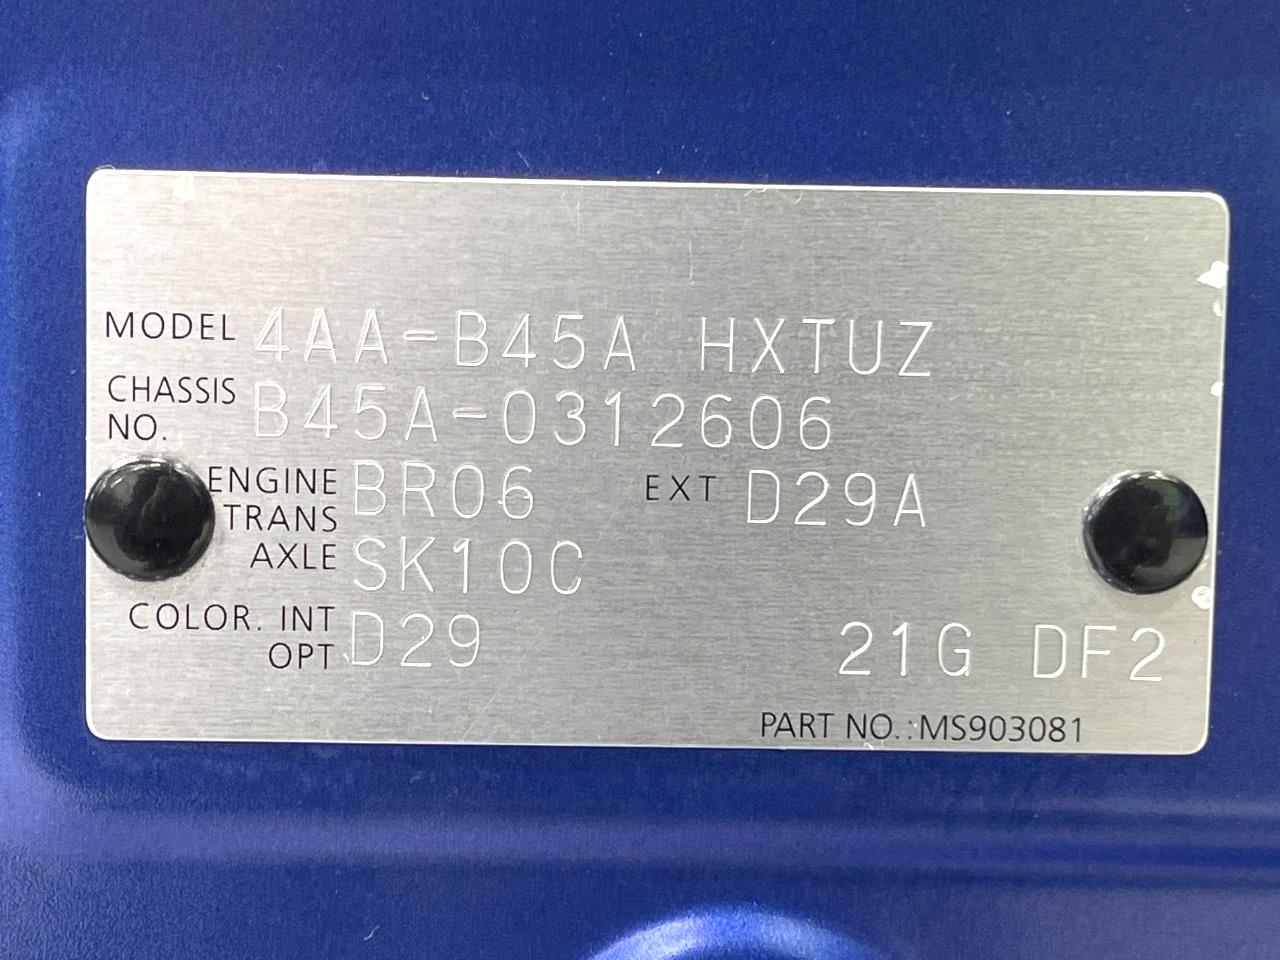 MODEL 4AA-B45A HXTUZ
CHASSIS NO. B45A-0312606
ENGINE BR06 EXT D29A
TRANS AXLE SK10C
COLOR. INT OPT D29 21G DF2
PART NO.:MS903081